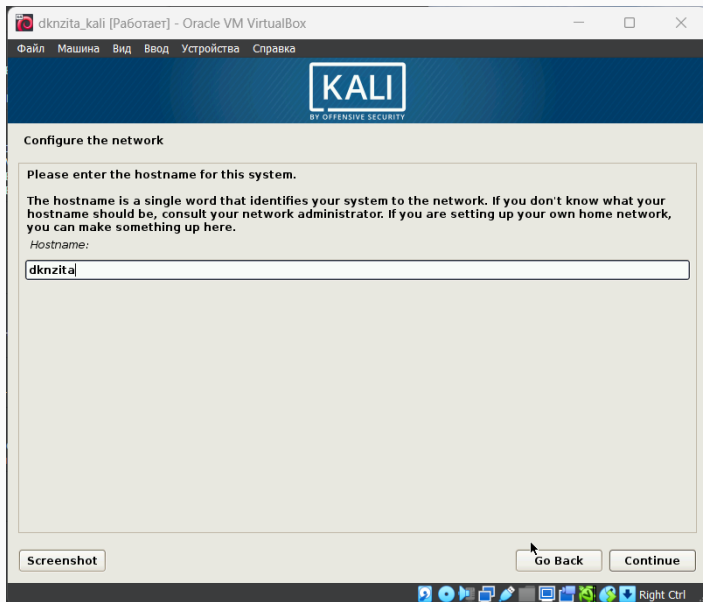 dknzita_kali [Работает] - Oracle VM VirtualBox
Файл Машина Вид Ввод Устройства Справка
KALI
BY OFFENSIVE SECURITY
Configure the network
Please enter the hostname for this system.
The hostname is a single word that identifies your system to the network. If you don't know what your
hostname should be, consult your network administrator. If you are setting up your own home network,
you can make something up here.
Hostname:
dknzita
Screenshot Go Back Continue
Right Ctrl